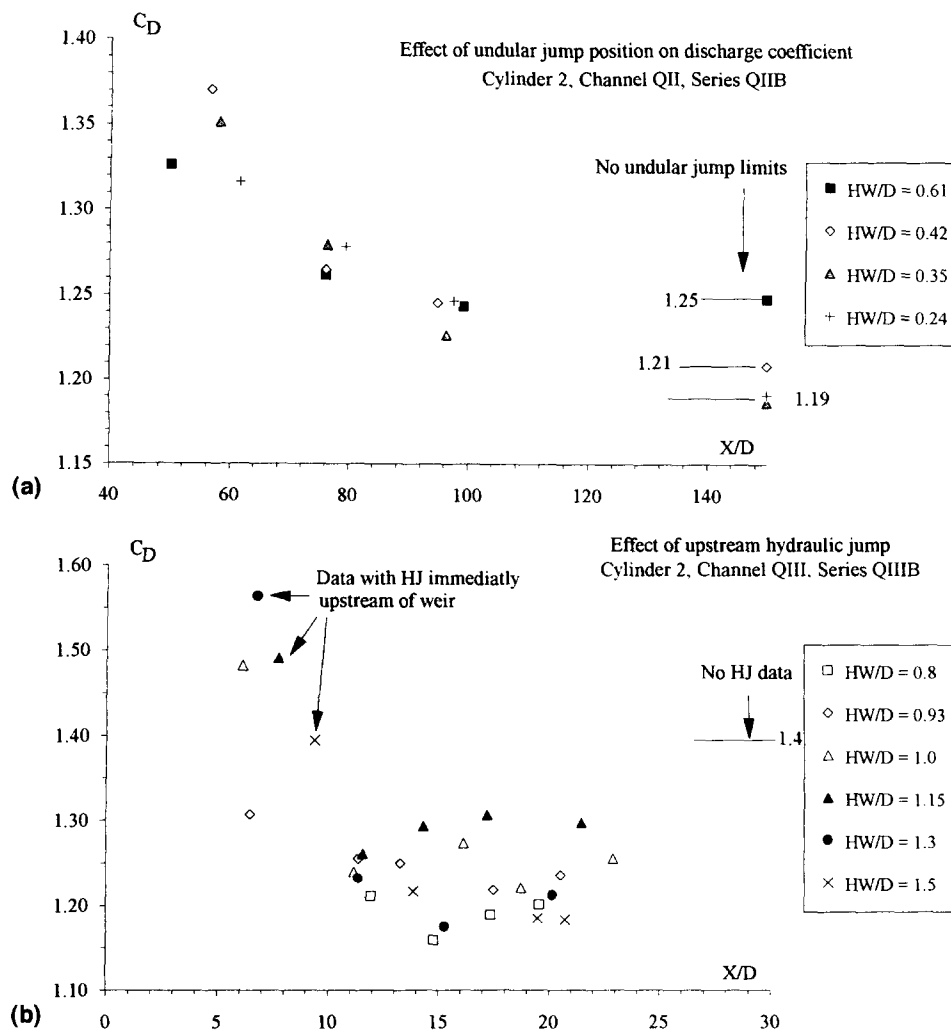 C_D
1.40
1.35
1.30
1.25
1.20
1.15
Effect of undular jump position on discharge coefficient
Cylinder 2, Channel QII, Series QIIB
No undular jump limits
HW/D = 0.61
HW/D = 0.42
HW/D = 0.35
HW/D = 0.24
1.25
1.21
1.19
X/D
(a)
40
60
80
100
120
140
C_D
1.60
1.50
1.40
1.30
1.20
1.10
Effect of upstream hydraulic jump
Cylinder 2, Channel QIII, Series QIIIB
Data with HJ immediatly
upstream of weir
No HJ data
1.4
HW/D = 0.8
HW/D = 0.93
HW/D = 1.0
HW/D = 1.15
HW/D = 1.3
HW/D = 1.5
X/D
(b)
0
5
10
15
20
25
30